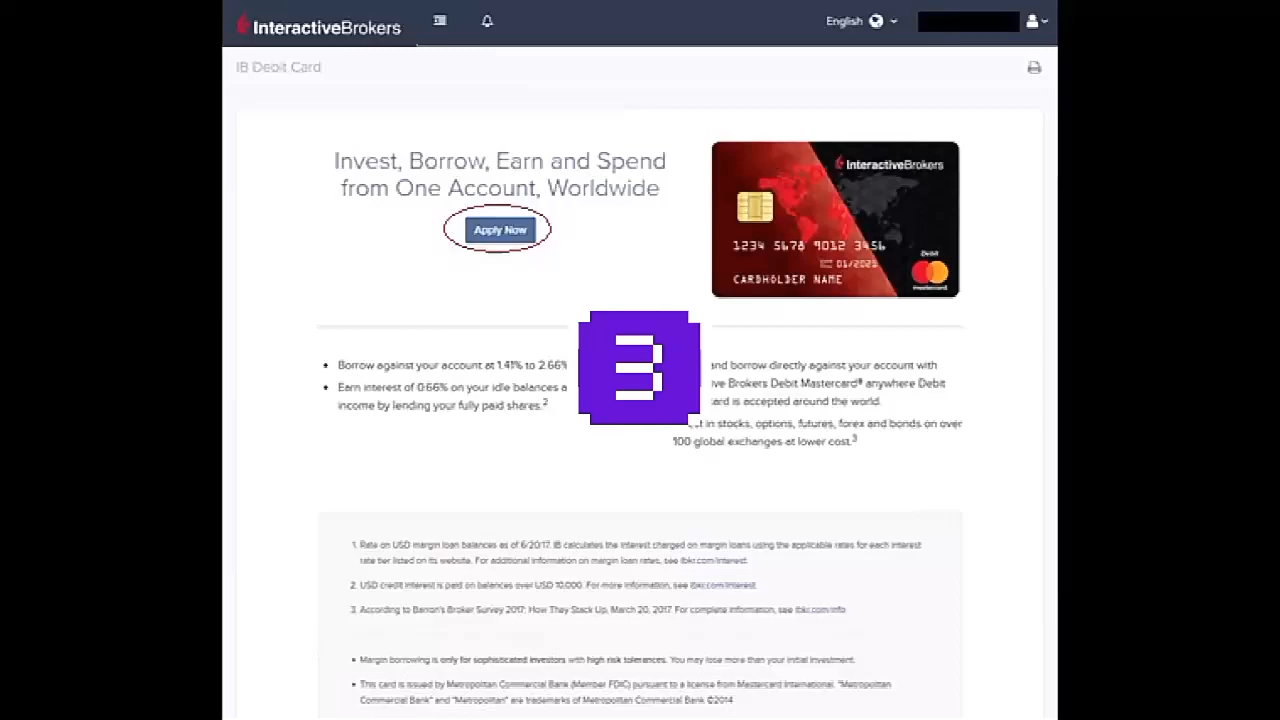 InteractiveBrokers
English
IB Debit Card
Invest, Borrow, Earn and Spend
from One Account, Worldwide
Apply Now
InteractiveBrokers
1234 5678 9012 3456
01/2021
CARDHOLDER NAME
Debit
mastercard
3
• Borrow against your account at 1.41% to 2.66%
• Earn interest of 0.66% on your idle balances a
income by lending your fully paid shares.2
and borrow directly against your account with
ve Brokers Debit Mastercard® anywhere Debit
ard is accepted around the world.
t in stocks, options, futures, forex and bonds on over
100 global exchanges at lower cost.3
1. Rate on USD margin loan balances as of 6/20/17. IB calculates the interest charged on margin loans using the applicable rates for each interest
rate tier listed on its website. For additional information on margin loan rates, see ibkr.com/interest.
2. USD credit interest is paid on balances over USD 10,000. For more information, see ibkr.com/interest.
3. According to Barron's Broker Survey 2017: How They Stack Up, March 20, 2017. For complete information, see ibkr.com/info
• Margin borrowing is only for sophisticated investors with high risk tolerances. You may lose more than your initial investment.
• This card is issued by Metropolitan Commercial Bank (Member FDIC) pursuant to a license from Mastercard International. "Metropolitan
Commercial Bank" and "Metropolitan" are trademarks of Metropolitan Commercial Bank ©2014